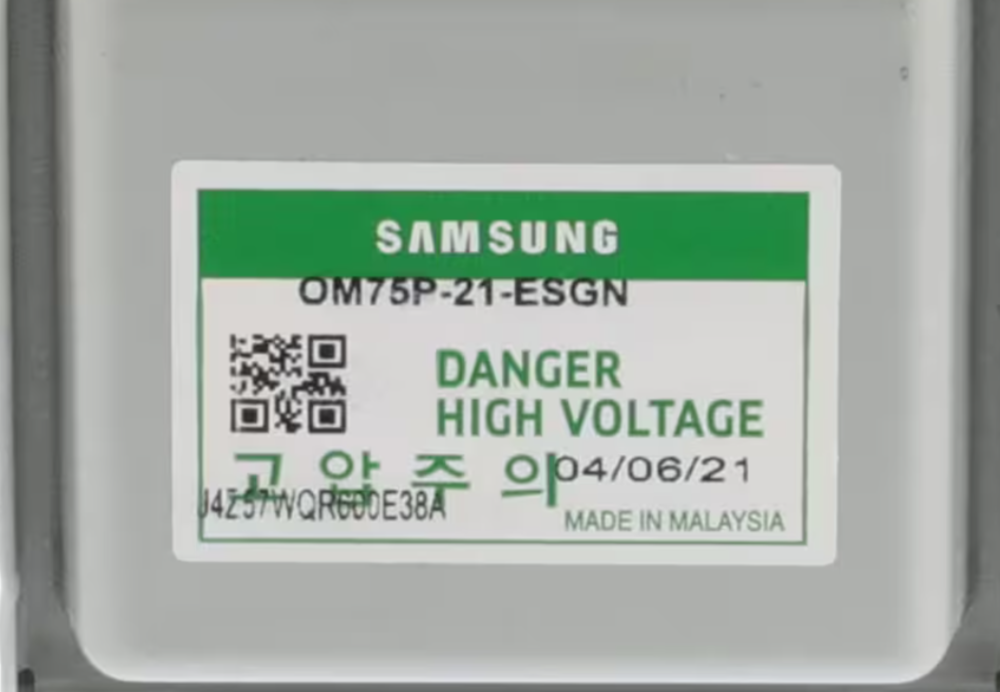 SAMSUNG
OM75P-21-ESGN
DANGER
HIGH VOLTAGE
고 압 주 의
04/06/21
J4Z57WQR600E38A
MADE IN MALAYSIA